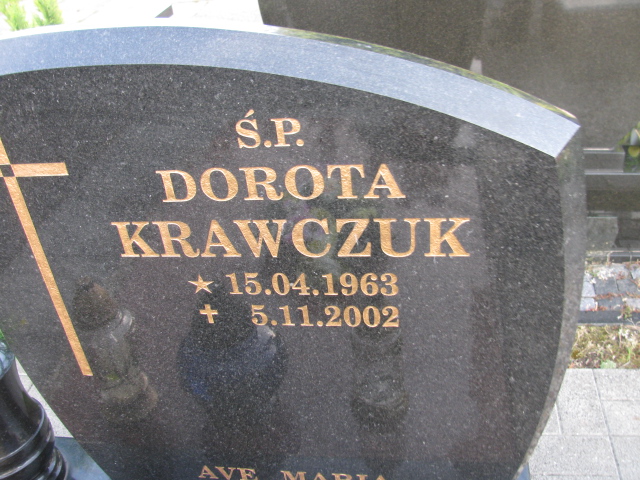 Ś.P.
DOROTA
KRAWCZUK
★ 15.04.1963
✝ 5.11.2002
AVE MARIA